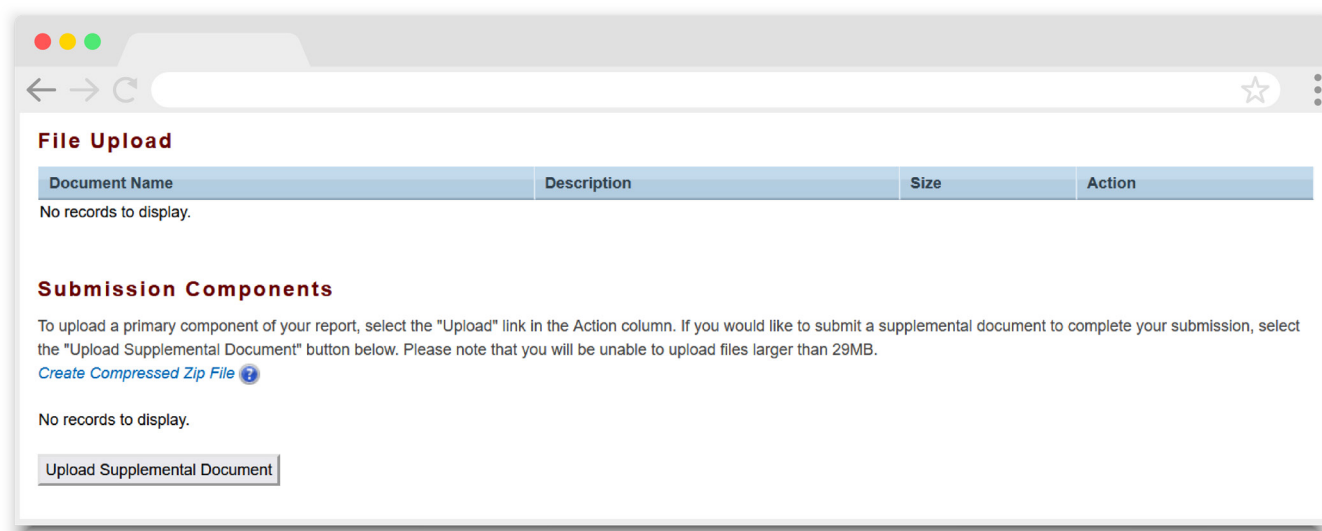 File Upload
Document Name Description Size Action
No records to display.
Submission Components
To upload a primary component of your report, select the "Upload" link in the Action column. If you would like to submit a supplemental document to complete your submission, select
the "Upload Supplemental Document" button below. Please note that you will be unable to upload files larger than 29MB.
Create Compressed Zip File ?
No records to display.
Upload Supplemental Document